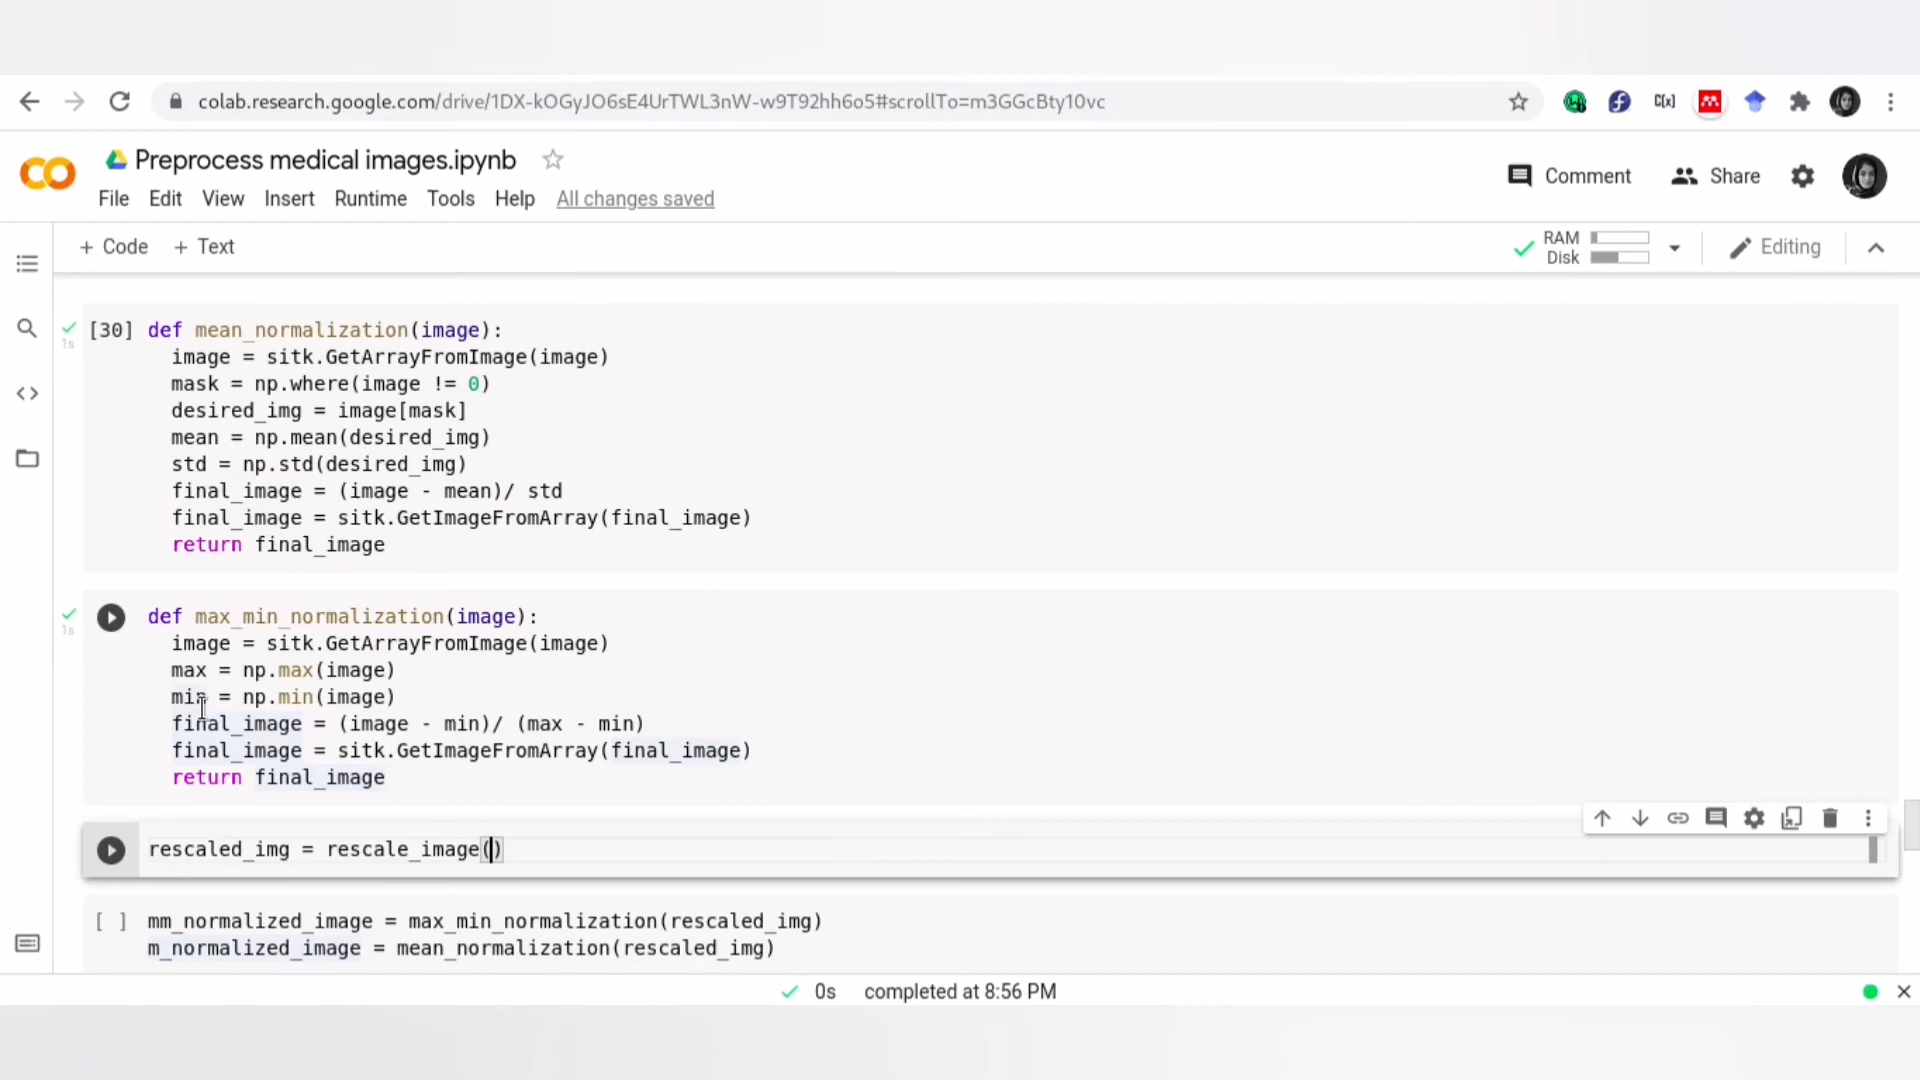 colab.research.google.com/drive/1DX-kOGyJO6sE4UrTWL3nW-w9T92hh6o5#scrollTo=m3GGcBty10vc
C[x]
Preprocess medical images.ipynb
Comment
Share
File Edit View Insert Runtime Tools Help All changes saved
+ Code + Text
RAM
Disk
Editing
[30] def mean_normalization(image):
1s
image = sitk.GetArrayFromImage(image)
mask = np.where(image != 0)
desired_img = image[mask]
mean = np.mean(desired_img)
std = np.std(desired_img)
final_image = (image - mean)/ std
final_image = sitk.GetImageFromArray(final_image)
return final_image
def max_min_normalization(image):
1s
image = sitk.GetArrayFromImage(image)
max = np.max(image)
min = np.min(image)
final_image = (image - min)/ (max - min)
final_image = sitk.GetImageFromArray(final_image)
return final_image
rescaled_img = rescale_image()
[ ] mm_normalized_image = max_min_normalization(rescaled_img)
m_normalized_image = mean_normalization(rescaled_img)
0s completed at 8:56 PM